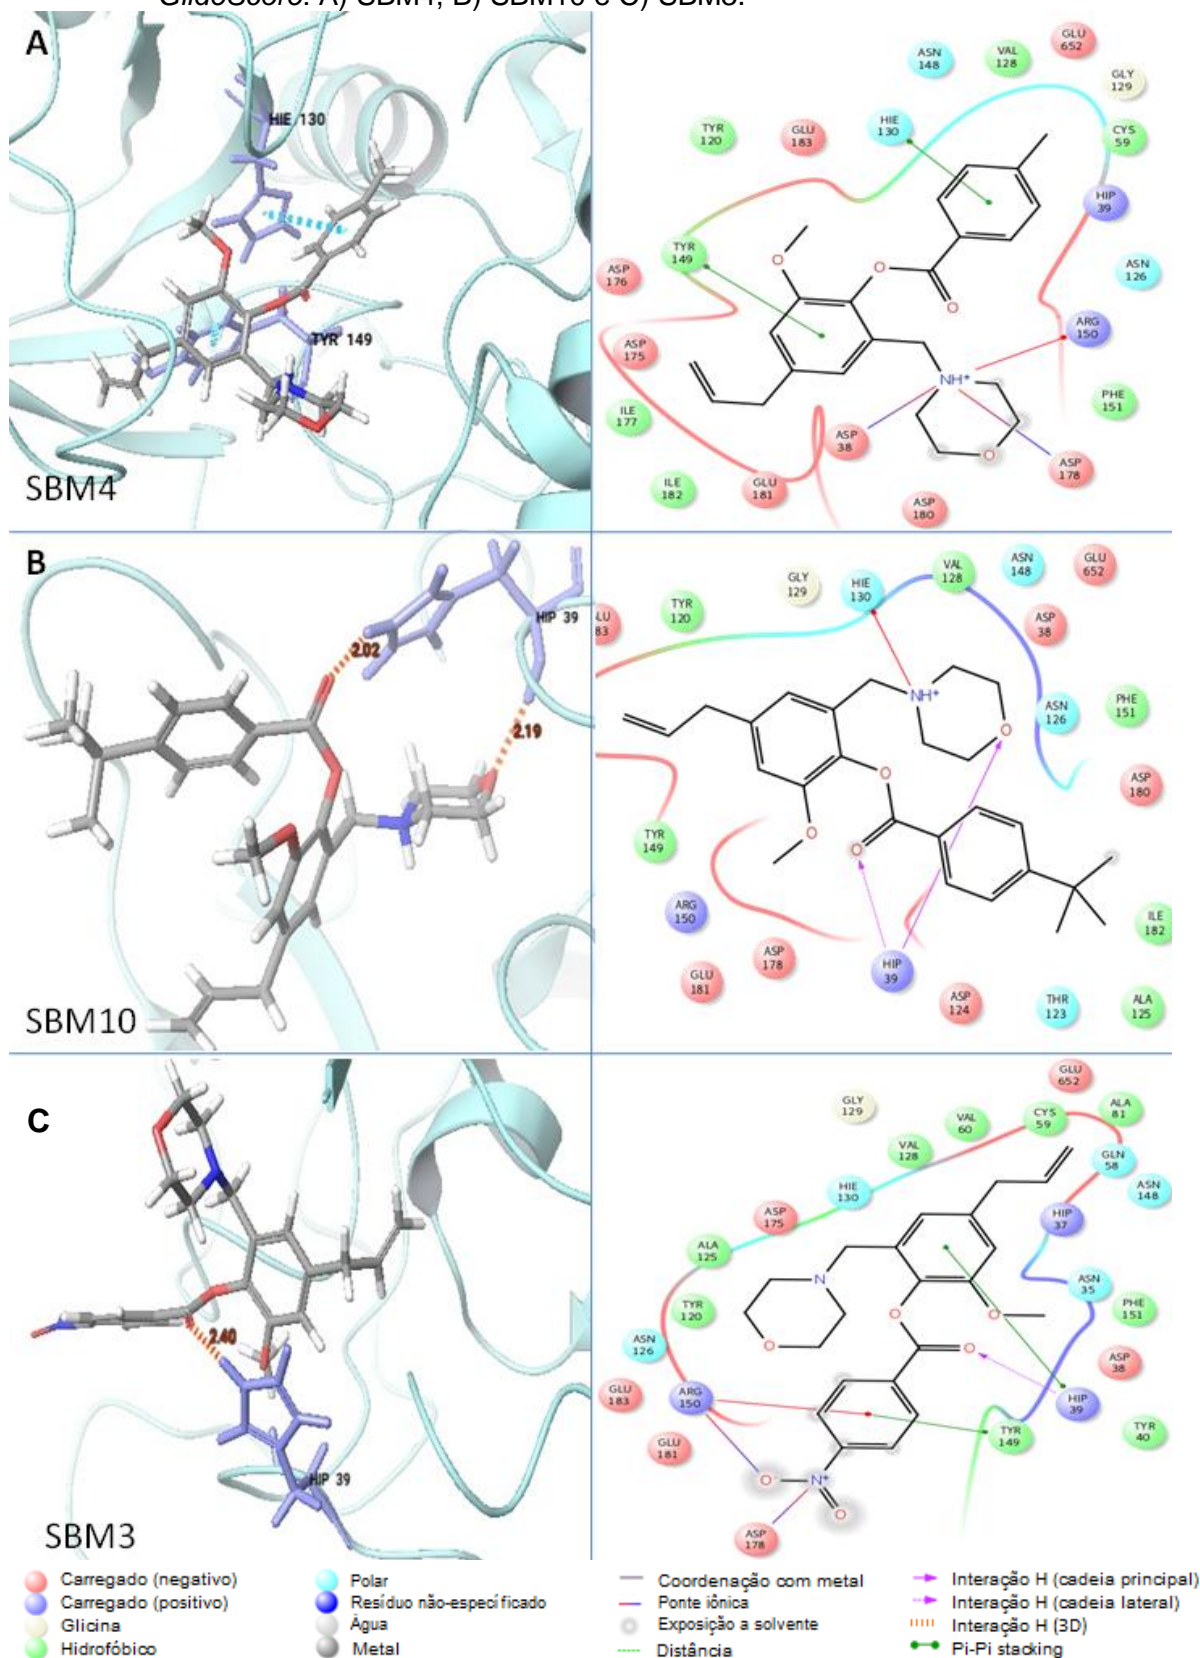 GlideScore. A) SBM4, B) SBM10 e C) SBM3.
A
HIE 130
TYR 149
SBM4
GLU 652
VAL 128
ASN 148
GLY 129
HIE 130
CYS 59
TYR 120
GLU 183
HIP 39
TYR 149
ASP 176
ASN 126
ASP 175
ARG 150
ILE 177
PHE 151
ASP 38
ASP 178
ILE 182
GLU 181
ASP 180
O
O
O
NH+
O
B
HIP 39
2.02
2.19
SBM10
VAL 128
ASN 148
GLU 652
GLY 129
HIE 130
TYR 120
LU 83
ASP 38
ASN 126
PHE 151
ASP 180
TYR 149
ARG 150
ILE 182
GLU 181
ASP 178
HIP 39
ASP 124
THR 123
ALA 125
NH+
O
O
O
O
C
2.40
HIP 39
SBM3
GLU 652
GLY 129
VAL 60
CYS 59
ALA 81
VAL 128
GLN 58
HIE 130
ASN 148
ASP 175
HIP 37
ALA 125
ASN 35
TYR 120
PHE 151
ASN 126
ASP 38
GLU 183
ARG 150
HIP 39
GLU 181
TYR 149
TYR 40
ASP 178
N
O
O
O
O
O-
N+
O
Carregado (negativo)
Carregado (positivo)
Glicina
Hidrofóbico
Polar
Resíduo não-específicado
Água
Metal
Coordenação com metal
Ponte iônica
Exposição a solvente
Distância
Interação H (cadeia principal)
Interação H (cadeia lateral)
Interação H (3D)
Pi-Pi stacking